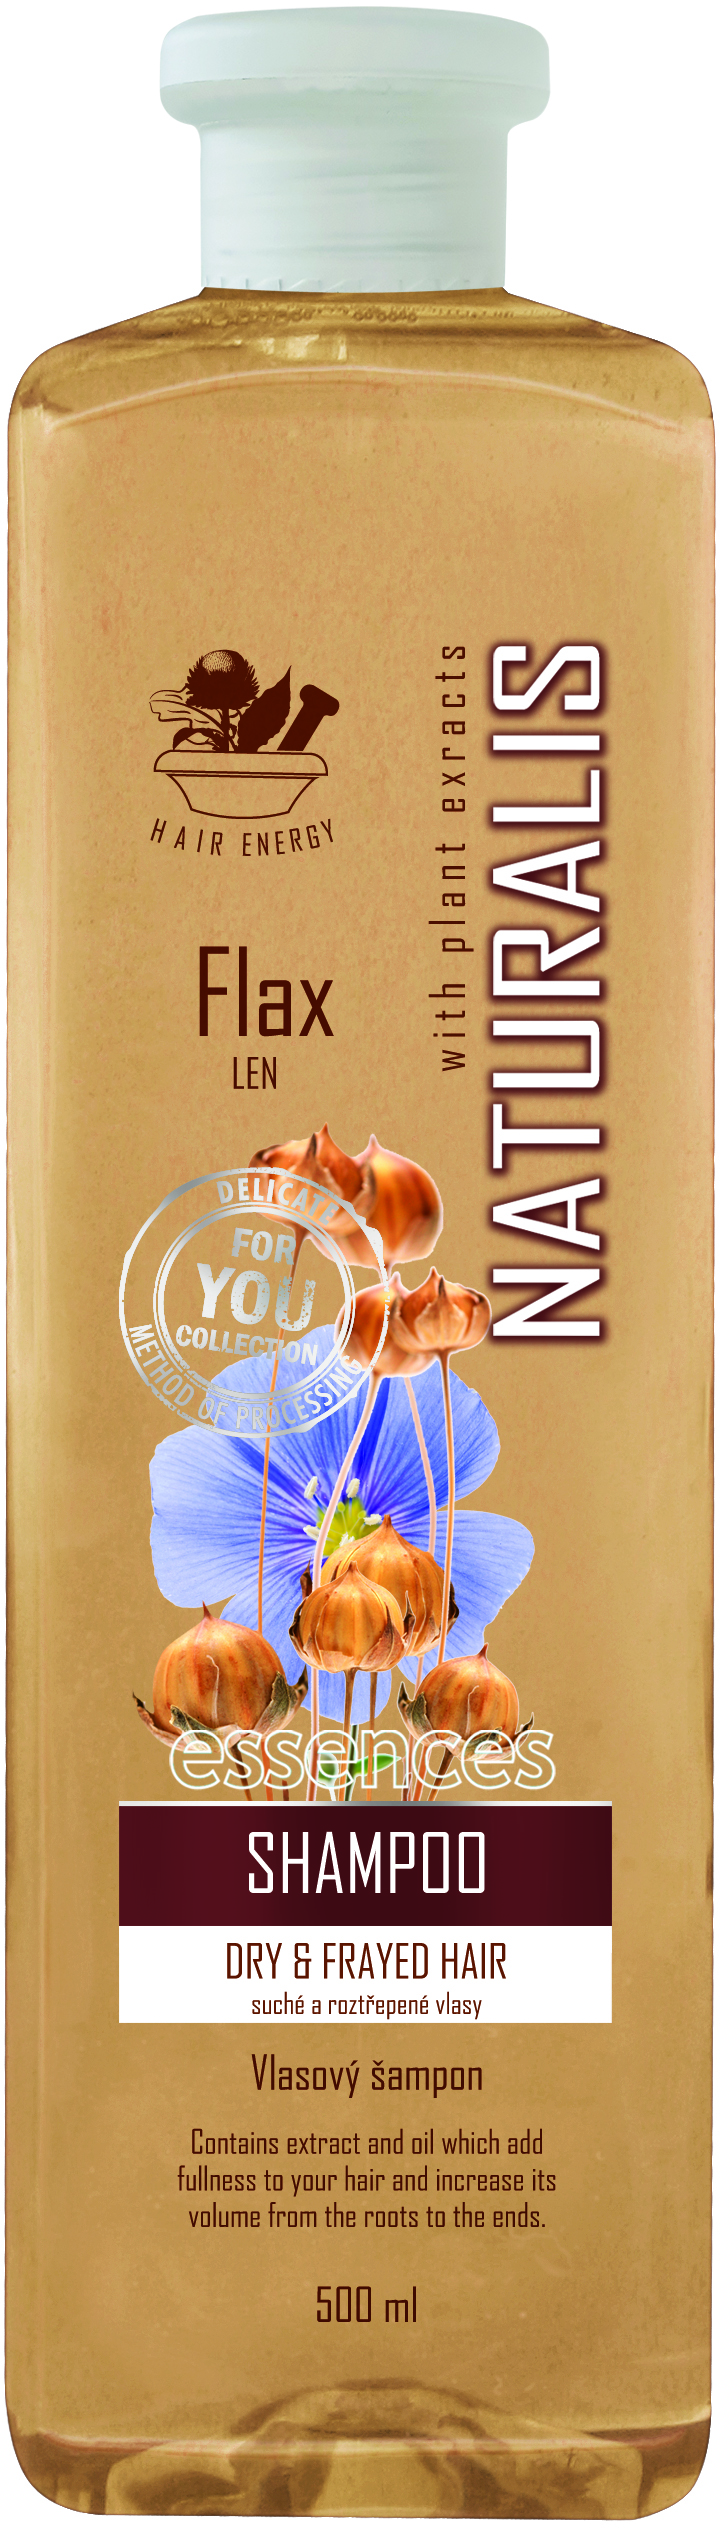 HAIR ENERGY
with plant exracts
NATURALIS
Flax
LEN
DELICATE
FOR
YOU
COLLECTION
METHOD OF PROCESSING
essences
SHAMPOO
DRY & FRAYED HAIR
suché a roztřepené vlasy
Vlasový šampon
Contains extract and oil which add
fullness to your hair and increase its
volume from the roots to the ends.
500 ml